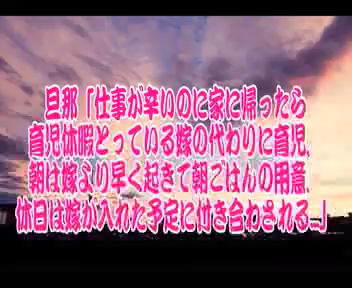 旦那「仕事が辛いのに家に帰ったら
育児休暇とっている嫁の代わりに育児、
朝は嫁より早く起きて朝ごはんの用意、
休日は嫁が入れた予定に付き合わされる…」